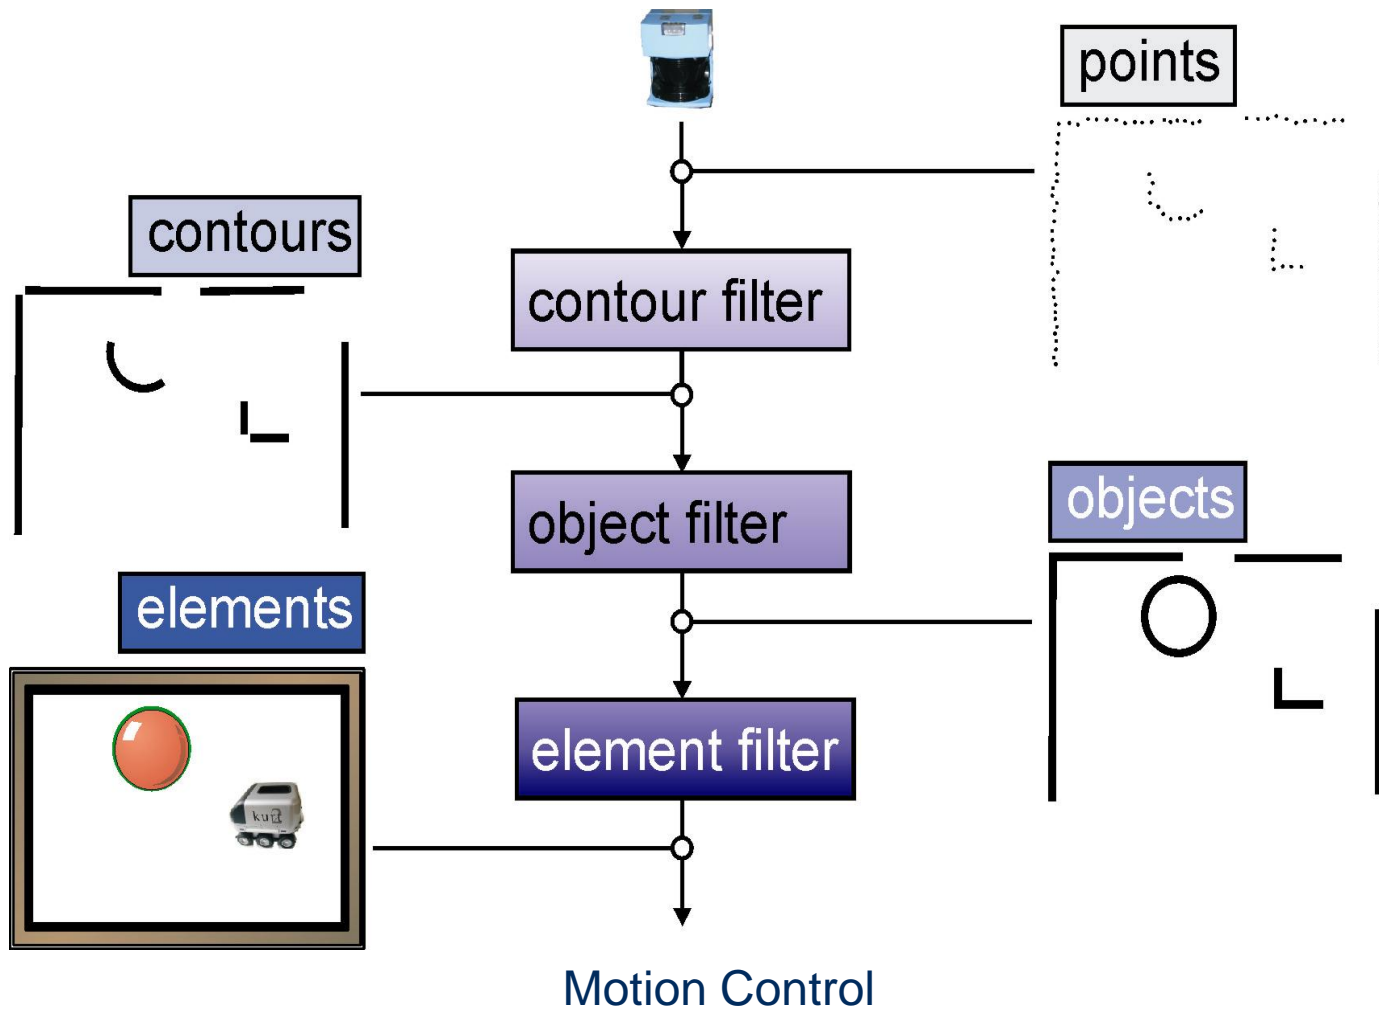 points
contours
contour filter
object filter
objects
elements
element filter
Motion Control